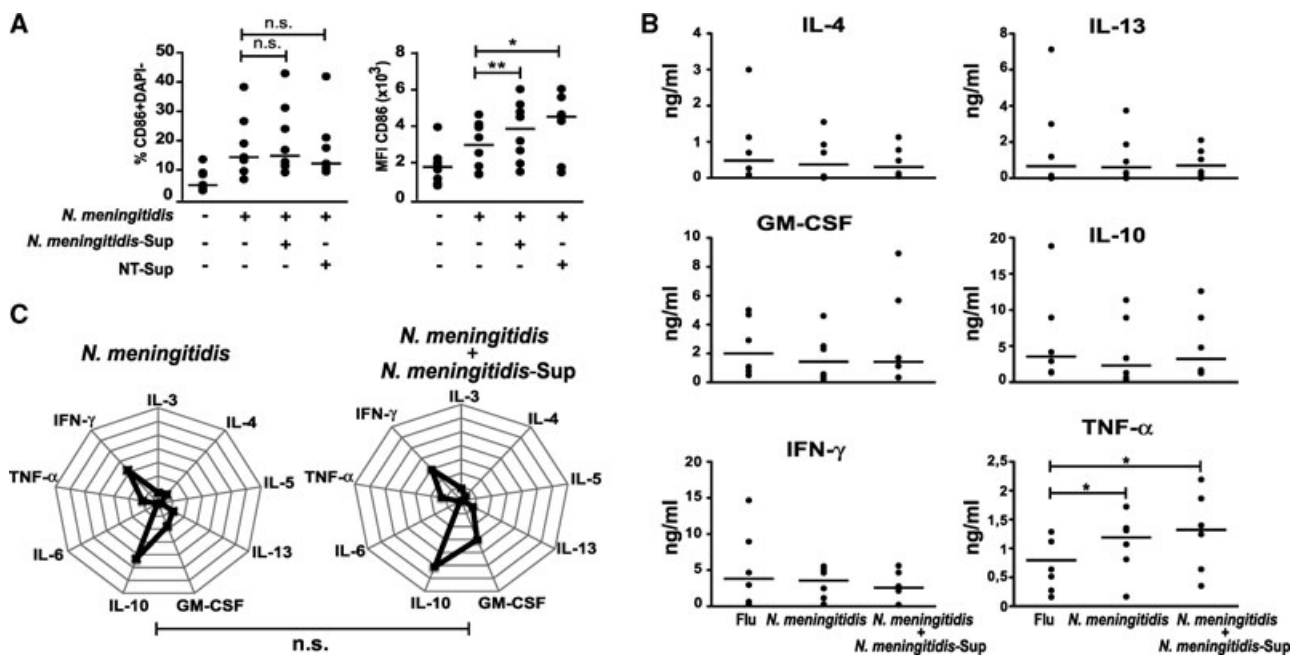 A
n.s.
n.s.
% CD86+DAPI-
50
40
30
20
10
0
*
**
MFI CD86 (x10³)
8
6
4
2
0
N. meningitidis - + + + - + + +
N. meningitidis-Sup - - + - - - + -
NT-Sup - - - + - - - +
B
IL-4
ng/ml
4
3
2
1
0
IL-13
ng/ml
8
6
4
2
0
GM-CSF
ng/ml
10
8
6
4
2
0
IL-10
ng/ml
20
15
10
5
0
IFN-γ
ng/ml
20
15
10
5
0
Flu
N. meningitidis
N. meningitidis
+
N. meningitidis-Sup
TNF-α
*
*
ng/ml
2,5
2
1,5
1
0,5
0
Flu
N. meningitidis
N. meningitidis
+
N. meningitidis-Sup
C
N. meningitidis
IL-3
IL-4
IL-5
IL-13
GM-CSF
IL-10
IL-6
TNF-α
IFN-γ
N. meningitidis
+
N. meningitidis-Sup
IL-3
IL-4
IL-5
IL-13
GM-CSF
IL-10
IL-6
TNF-α
IFN-γ
n.s.